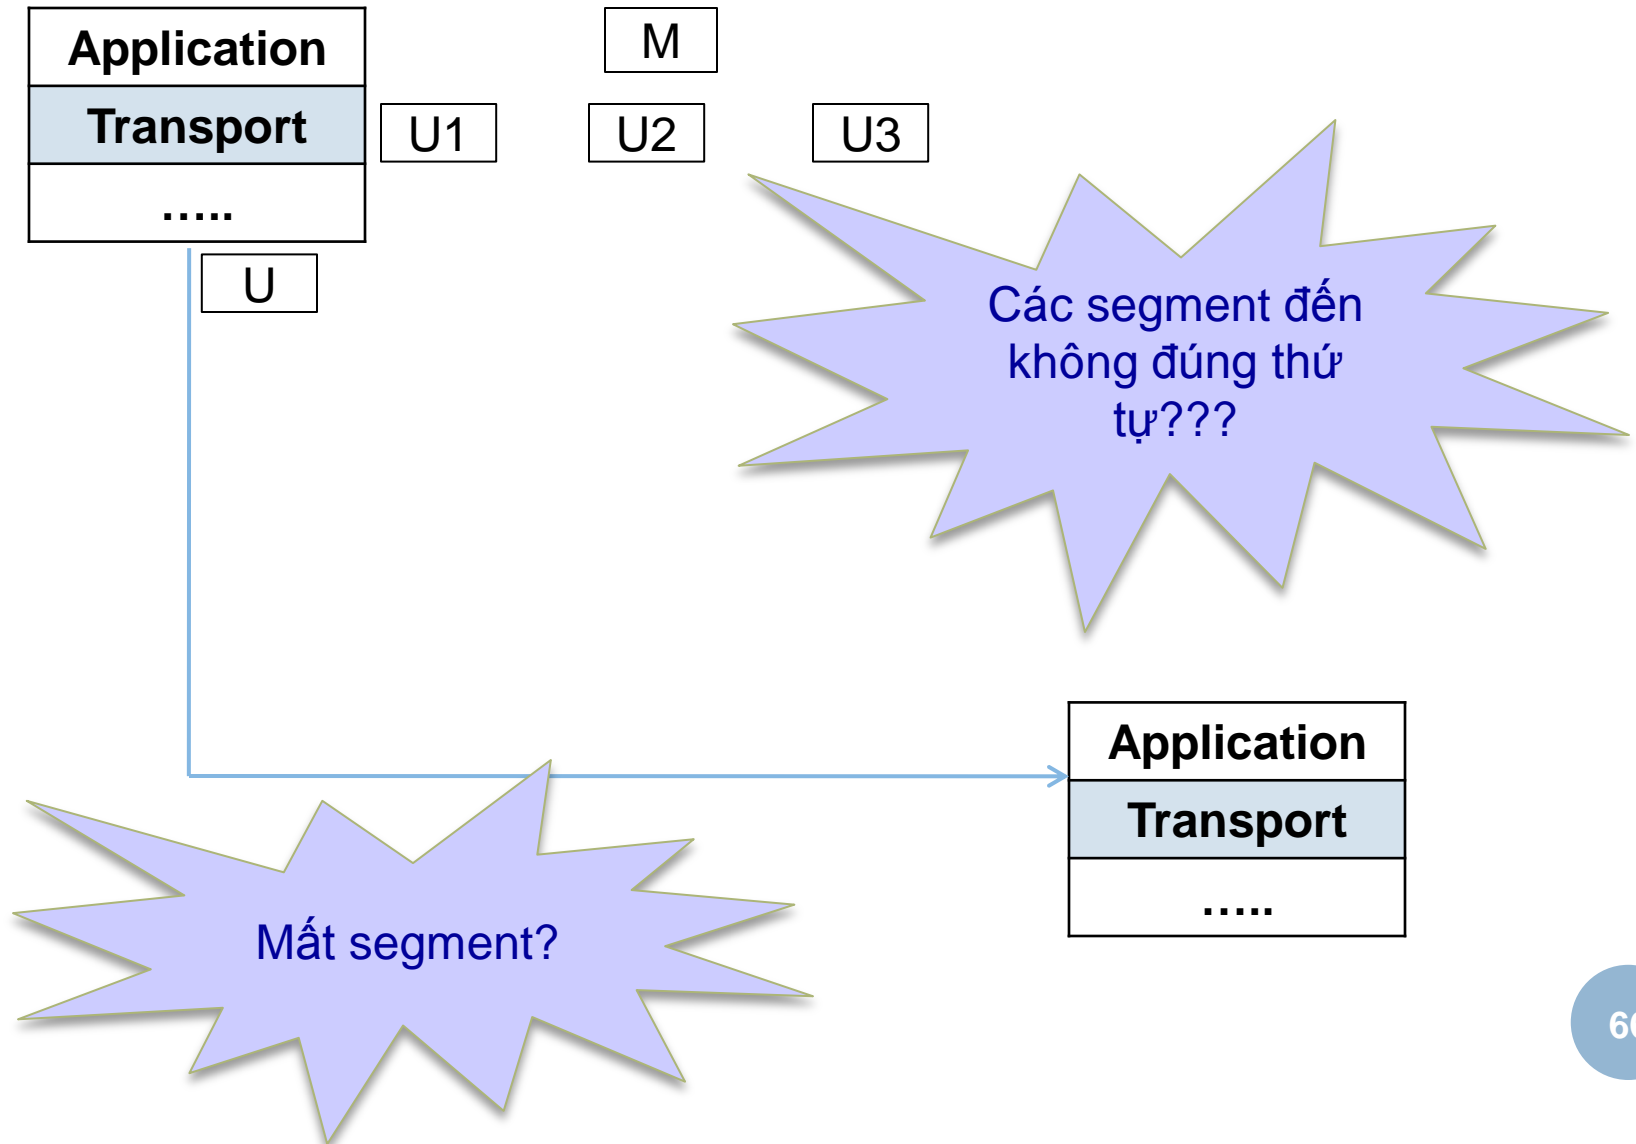 Application
M
Transport
U1
U2
U3
…..
U
Các segment đến
không đúng thứ
tự???
Application
Transport
…..
Mất segment?